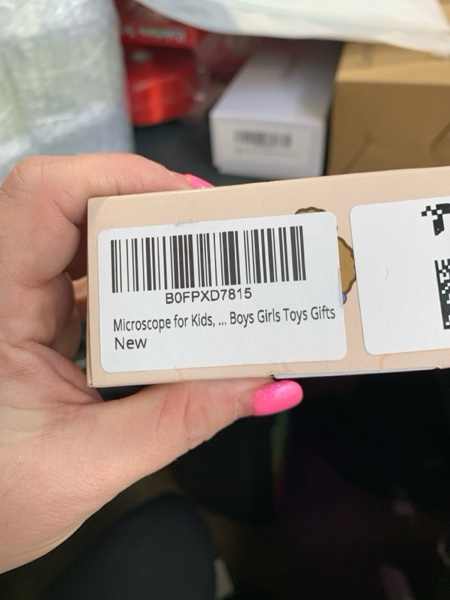 B0FPXD7815
Microscope for Kids, ... Boys Girls Toys Gifts
New